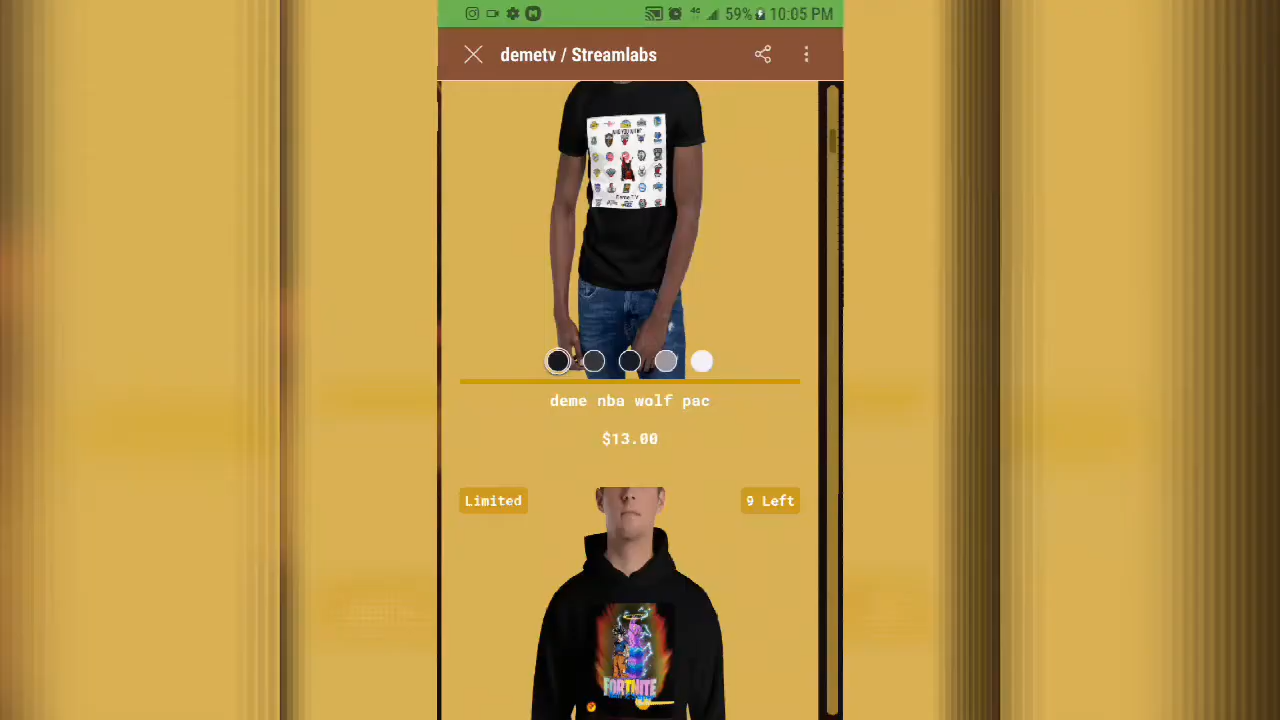 59% 10:05 PM
demetv / Streamlabs
deme nba wolf pac
$13.00
Limited
9 Left
FORTNITE